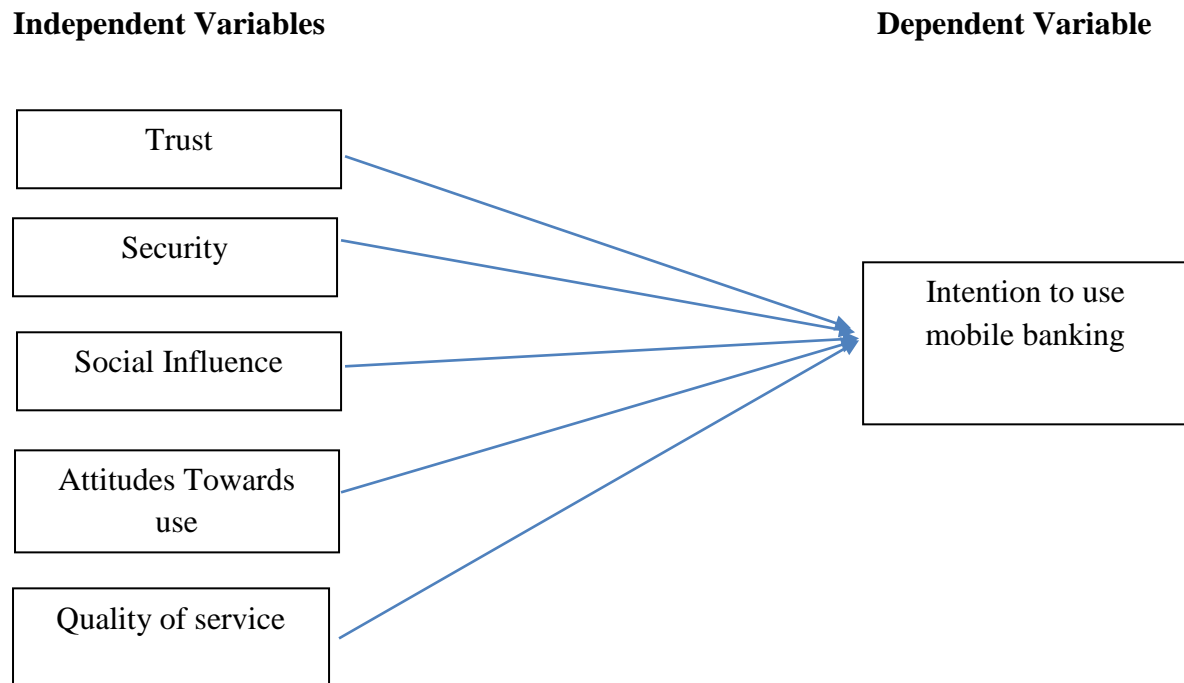 Independent Variables
Dependent Variable
Trust
Security
Social Influence
Attitudes Towards
use
Quality of service
Intention to use
mobile banking